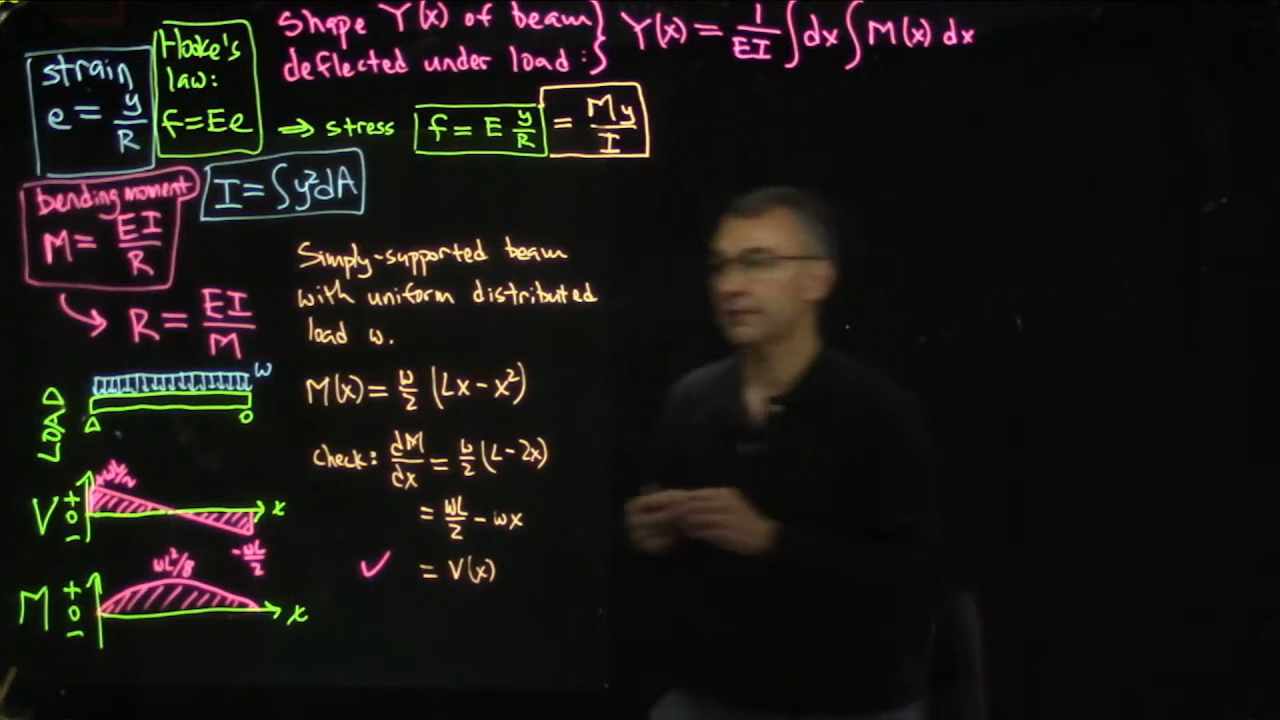 shape Y(x) of beam } Y(x) = 1/EI ∫dx ∫M(x) dx
deflected under load :
strain
e = y/R
Hooke's
law:
f=Ee
⇒ stress f = E y/R = My/I
bending moment
M = EI/R
I = ∫y²dA
→ R = EI/M
Simply-supported beam
with uniform distributed
load w.
LOAD
w
M(x) = w/2 (Lx - x²)
check: dM/dx = w/2 (L - 2x)
= wL/2 - wx
✓ = V(x)
V + 0 -
+wL/2
x
-wL/2
M + 0 -
wL²/8
x